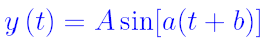 y (t) = A sin[a(t + b)]